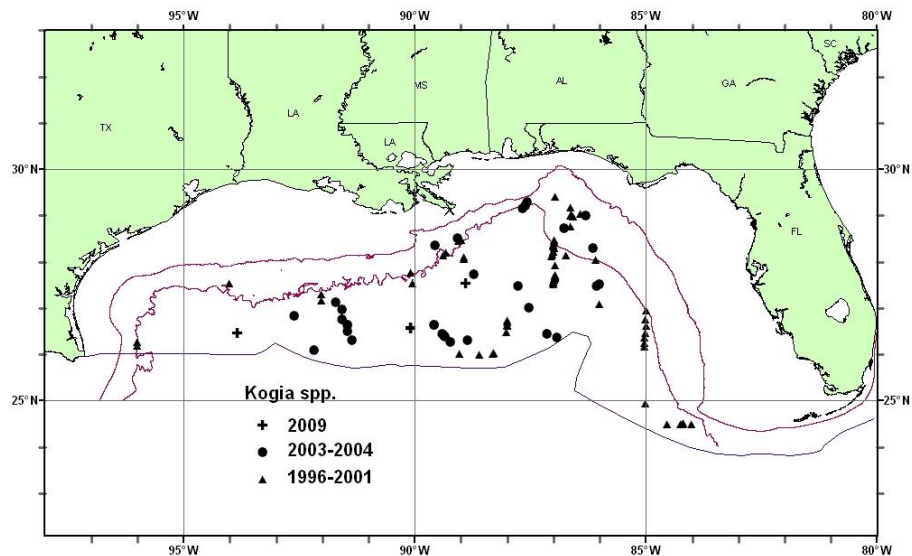 95°W 90°W 85°W 80°W
SC
MS AL GA
LA
TX
LA
30°N 30°N
FL
Kogia spp.
2009
25°N 25°N
2003-2004
1996-2001
95°W 90°W 85°W 80°W